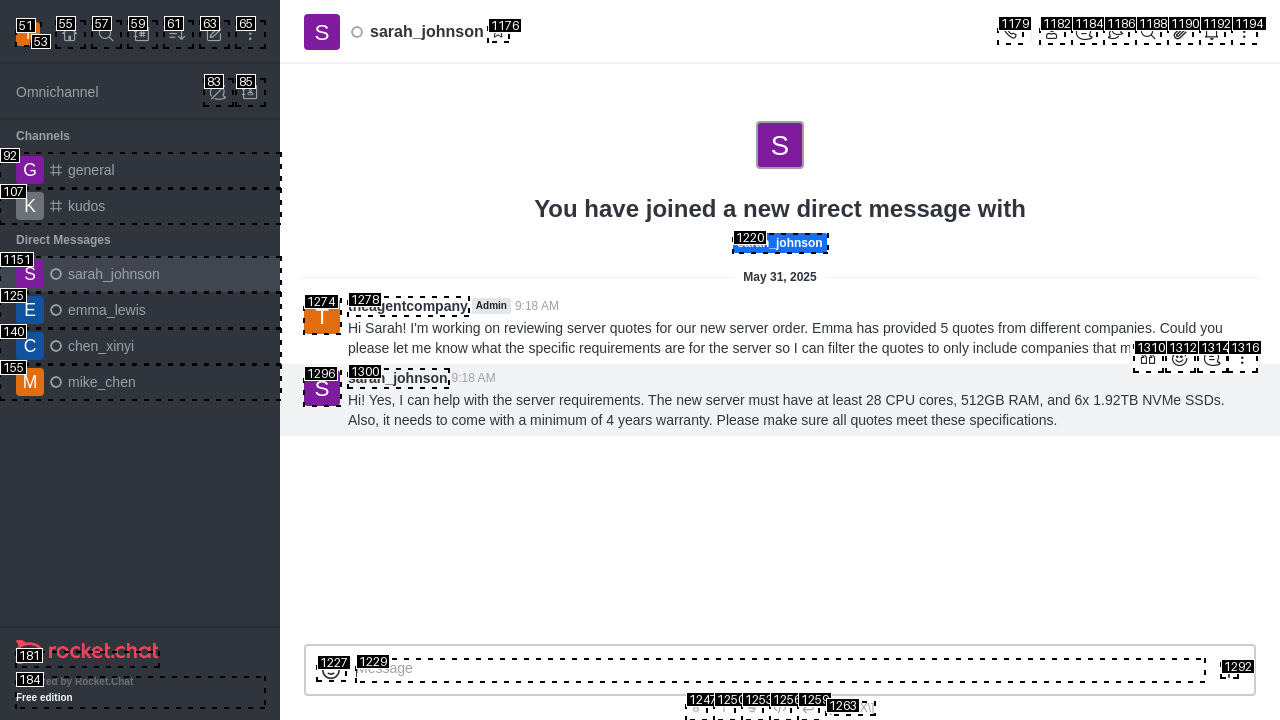 51
53
55
57
59
61
63
65
Omnichannel
83
85
Channels
92
G
general
107
K
kudos
Direct Messages
1151
S
sarah_johnson
125
E
emma_lewis
140
C
chen_xinyi
155
M
mike_chen
181
rocket.chat
184
by Rocket.Chat
Free edition
S
sarah_johnson
1176
1179
1182
1184
1186
1188
1190
1192
1194
S
You have joined a new direct message with
1220
May 31, 2025
1274
1278
Admin
9:18 AM
Hi Sarah! I'm working on reviewing server quotes for our new server order. Emma has provided 5 quotes from different companies. Could you
please let me know what the specific requirements are for the server so I can filter the quotes to only include companies that
1310
1312
1314
1316
1296
S
1300
9:18 AM
Hi! Yes, I can help with the server requirements. The new server must have at least 28 CPU cores, 512GB RAM, and 6x 1.92TB NVMe SSDs.
Also, it needs to come with a minimum of 4 years warranty. Please make sure all quotes meet these specifications.
1227
1229
Message
1292
1247
1250
1253
1256
1259
1263